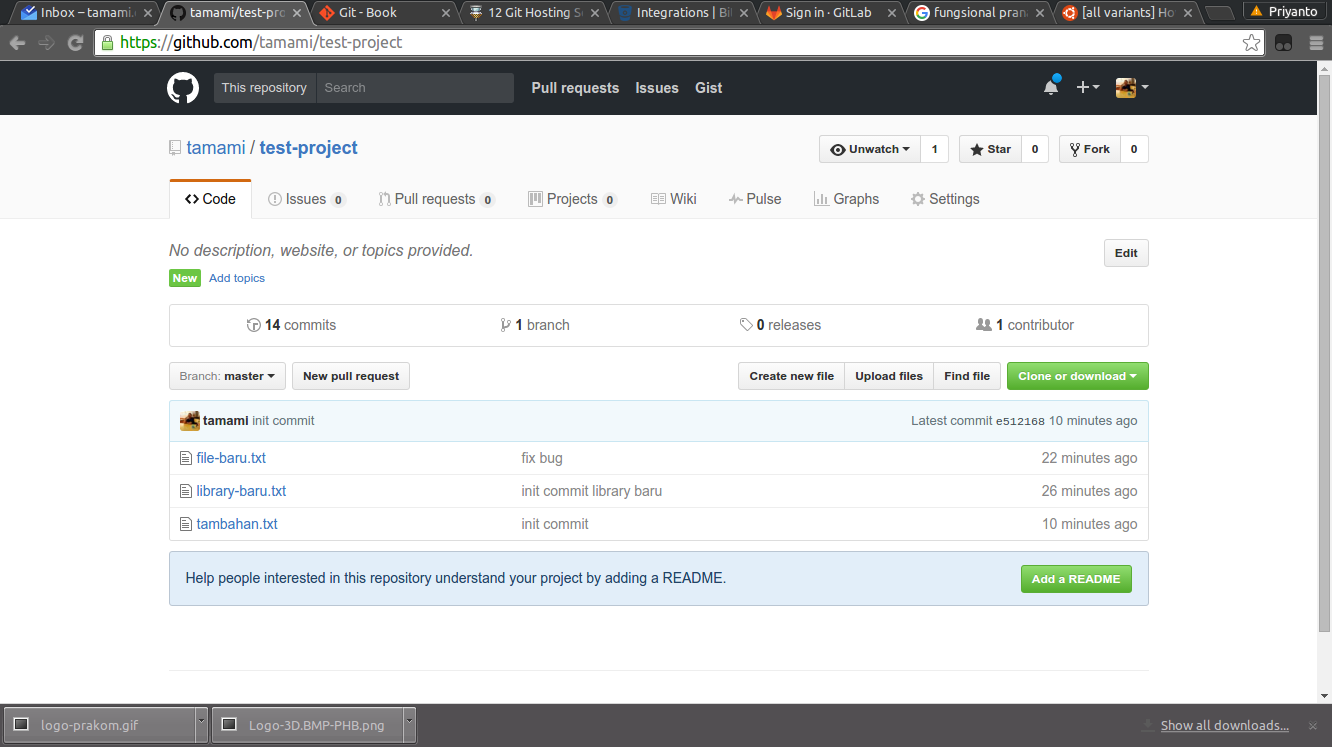 Inbox – tamami. tamami/test-pro Git - Book 12 Git Hosting S Integrations | Bi Sign in · GitLab fungsional pran [all variants] Ho Priyanto
https://github.com/tamami/test-project
This repository Search Pull requests Issues Gist
tamami / test-project Unwatch 1 Star 0 Fork 0
Code Issues 0 Pull requests 0 Projects 0 Wiki Pulse Graphs Settings
No description, website, or topics provided. Edit
New Add topics
14 commits 1 branch 0 releases 1 contributor
Branch: master New pull request Create new file Upload files Find file Clone or download
tamami init commit Latest commit e512168 10 minutes ago
file-baru.txt fix bug 22 minutes ago
library-baru.txt init commit library baru 26 minutes ago
tambahan.txt init commit 10 minutes ago
Help people interested in this repository understand your project by adding a README. Add a README
logo-prakom.gif Logo-3D.BMP-PHB.png Show all downloads...